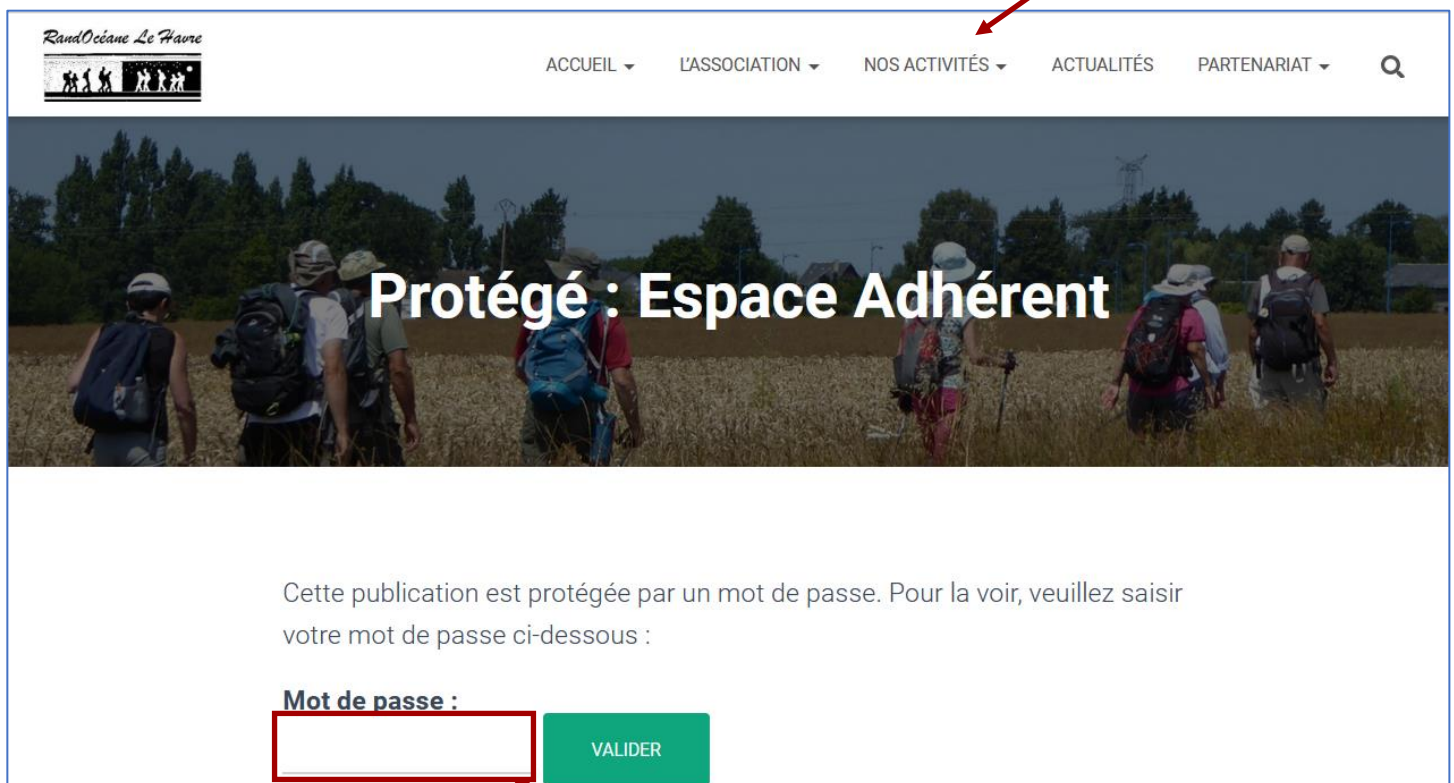 RandOcéane Le Havre
ACCUEIL L'ASSOCIATION NOS ACTIVITÉS ACTUALITÉS PARTENARIAT
Protégé : Espace Adhérent
Cette publication est protégée par un mot de passe. Pour la voir, veuillez saisir
votre mot de passe ci-dessous :
Mot de passe :
VALIDER